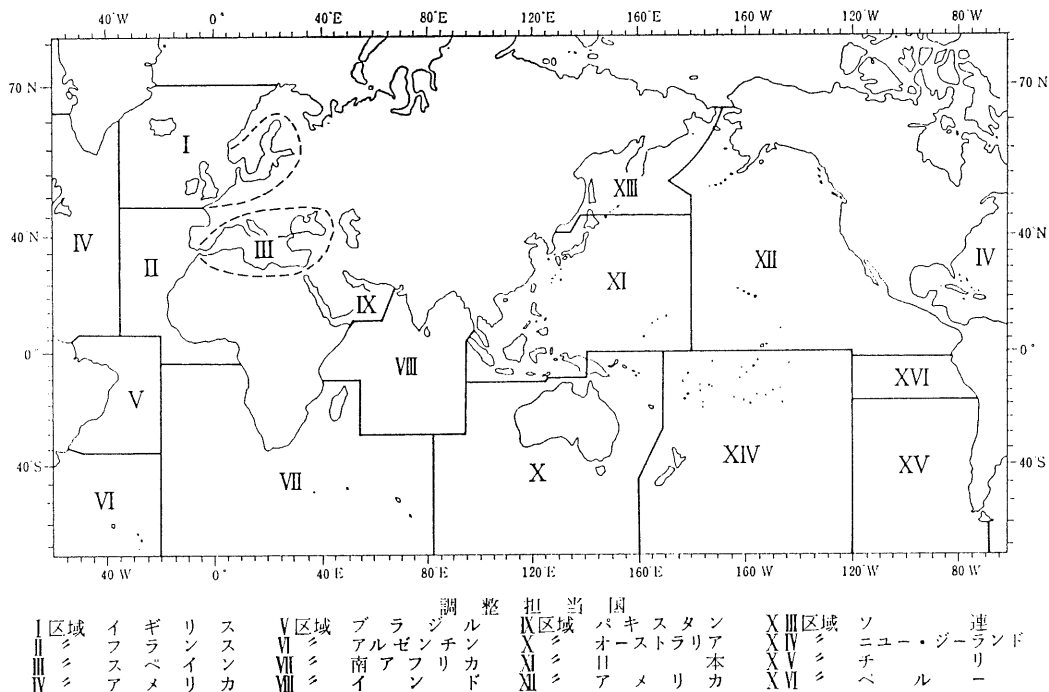 40°W 0° 40°E 80°E 120°E 160°E 160°W 120°W 80°W
70°N 70°N
I
XIII
IV III 40°N 40°N
II XI XII IV
IX
0° VIII 0°
XVI
V
40°S X XIV XV 40°S
VI VII
40°W 0° 40°E 80°E 120°E 160°E 160°W 120°W 80°W
調整担当国
I区域 イギリス V区域 ブラジル IX区域 パキスタン XIII区域 ソ連
II 〃 フランス VI 〃 アルゼンチン X 〃 オーストラリア XIV 〃 ニュー・ジーランド
III 〃 スペイン VII 〃 南アフリカ XI 〃 日本 XV 〃 チリ
IV 〃 アメリカ VIII 〃 インド XII 〃 アメリカ XVI 〃 ペルー